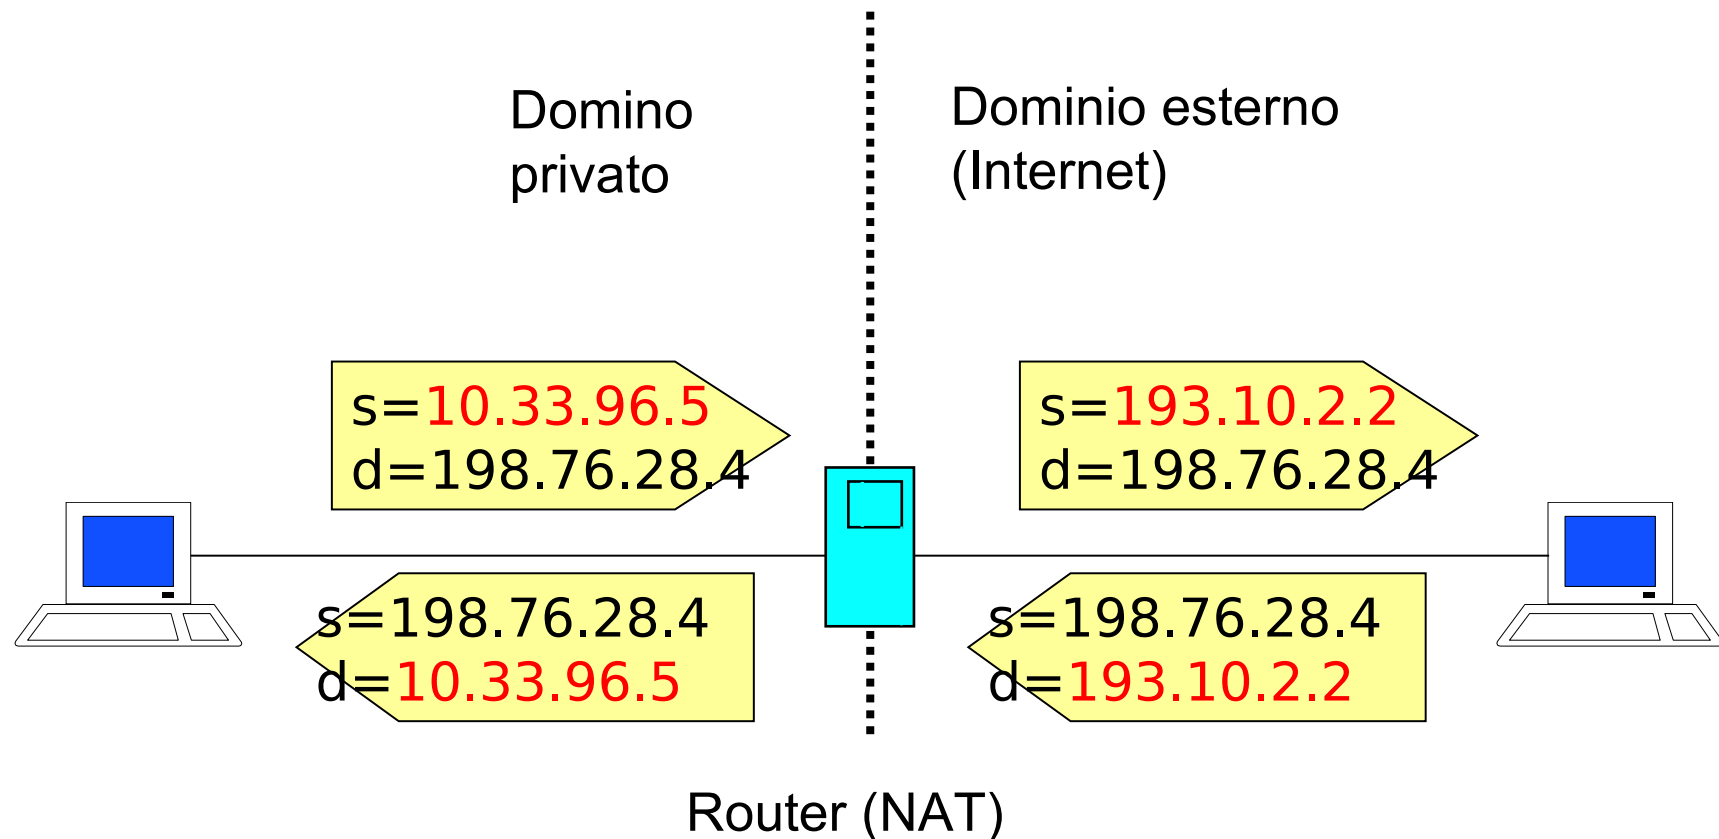 Domino
privato
Dominio esterno
(Internet)
s=10.33.96.5
d=198.76.28.4
s=193.10.2.2
d=198.76.28.4
s=198.76.28.4
d=10.33.96.5
s=198.76.28.4
d=193.10.2.2
Router (NAT)